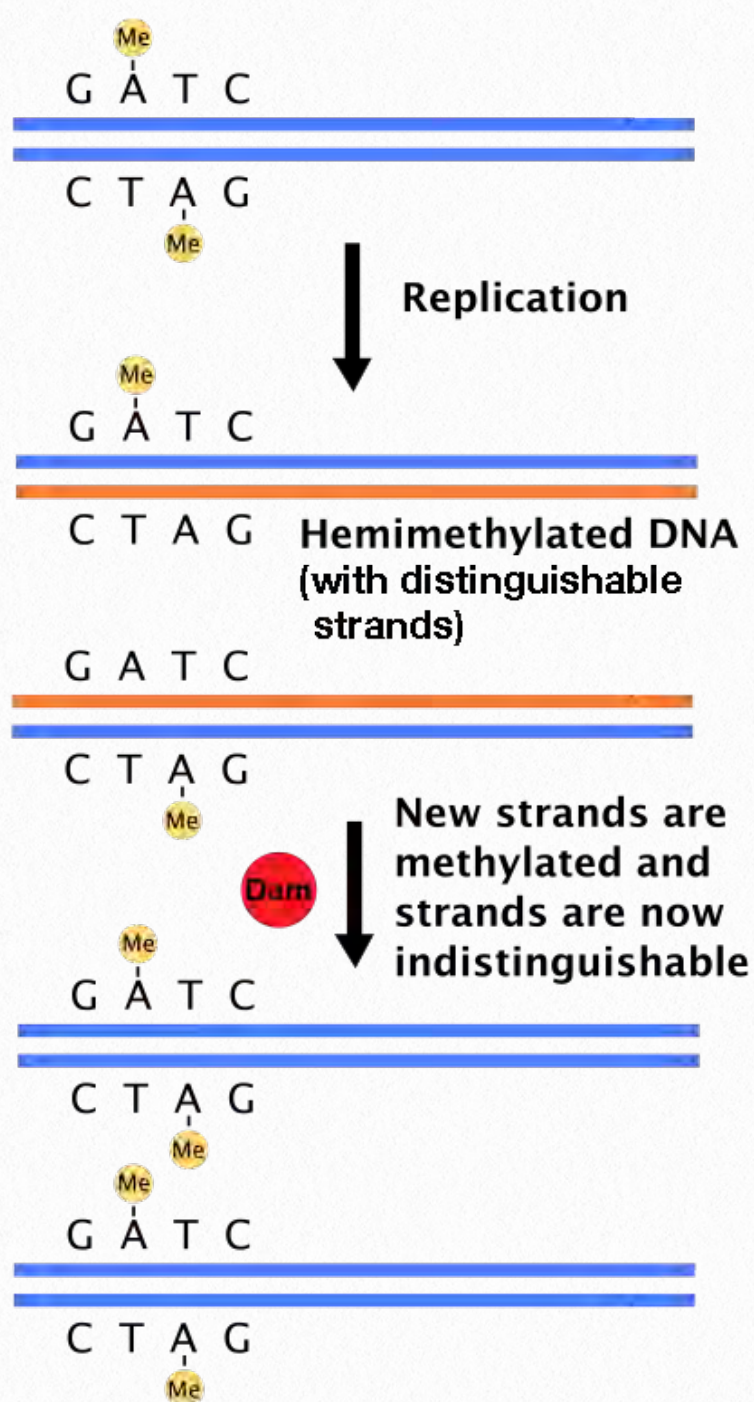 Me
G A T C
C T A G
Me
Replication
Me
G A T C
C T A G
Hemimethylated DNA
(with distinguishable
strands)
G A T C
C T A G
Me
New strands are
methylated and
strands are now
indistinguishable
Dam
Me
G A T C
C T A G
Me
Me
G A T C
C T A G
Me